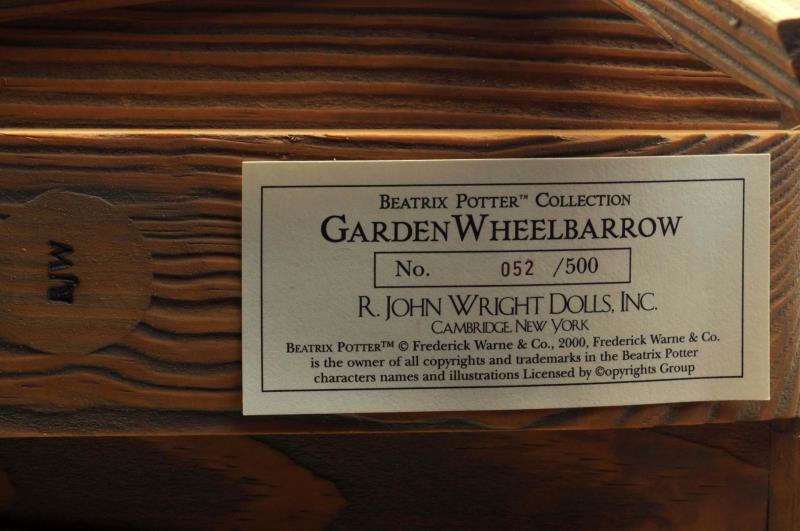 RJW
BEATRIX POTTER™ COLLECTION
GARDEN WHEELBARROW
No. 052 /500
R. JOHN WRIGHT DOLLS, INC.
CAMBRIDGE, NEW YORK
BEATRIX POTTER™ © Frederick Warne & Co., 2000, Frederick Warne & Co.
is the owner of all copyrights and trademarks in the Beatrix Potter
characters names and illustrations Licensed by ©opyrights Group